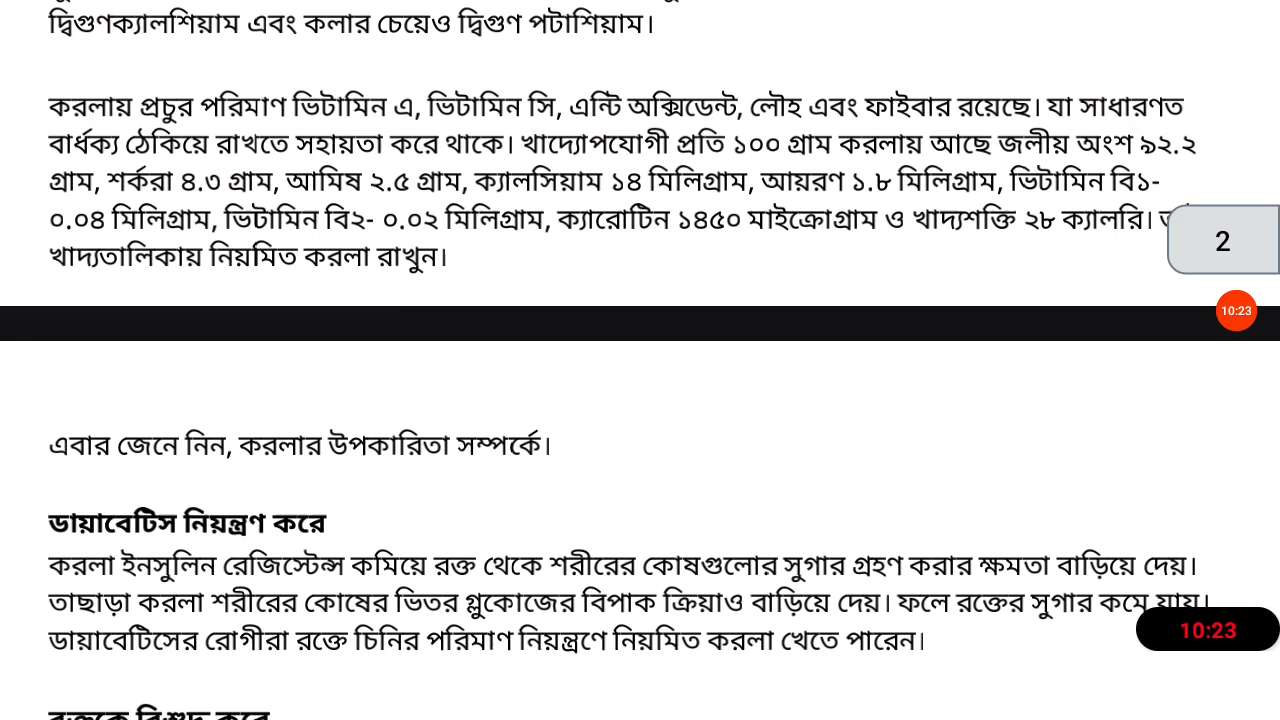 দ্বিগুণক্যালশিয়াম এবং কলার চেয়েও দ্বিগুণ পটাশিয়াম।
করলায় প্রচুর পরিমাণ ভিটামিন এ, ভিটামিন সি, এন্টি অক্সিডেন্ট, লৌহ এবং ফাইবার রয়েছে। যা সাধারণত
বার্ধক্য ঠেকিয়ে রাখতে সহায়তা করে থাকে। খাদ্যোপযোগী প্রতি ১০০ গ্রাম করলায় আছে জলীয় অংশ ৯২.২
গ্রাম, শর্করা ৪.৩ গ্রাম, আমিষ ২.৫ গ্রাম, ক্যালসিয়াম ১৪ মিলিগ্রাম, আয়রণ ১.৮ মিলিগ্রাম, ভিটামিন বি১-
০.০৪ মিলিগ্রাম, ভিটামিন বি২- ০.০২ মিলিগ্রাম, ক্যারোটিন ১৪৫০ মাইক্রোগ্রাম ও খাদ্যশক্তি ২৮ ক্যালরি।
2
খাদ্যতালিকায় নিয়মিত করলা রাখুন।
10:23
এবার জেনে নিন, করলার উপকারিতা সম্পর্কে।
ডায়াবেটিস নিয়ন্ত্রণ করে
করলা ইনসুলিন রেজিস্টেন্স কমিয়ে রক্ত থেকে শরীরের কোষগুলোর সুগার গ্রহণ করার ক্ষমতা বাড়িয়ে দেয়।
তাছাড়া করলা শরীরের কোষের ভিতর গ্লুকোজের বিপাক ক্রিয়াও বাড়িয়ে দেয়। ফলে রক্তের সুগার কমে যায়।
10:23
ডায়াবেটিসের রোগীরা রক্তে চিনির পরিমাণ নিয়ন্ত্রণে নিয়মিত করলা খেতে পারেন।